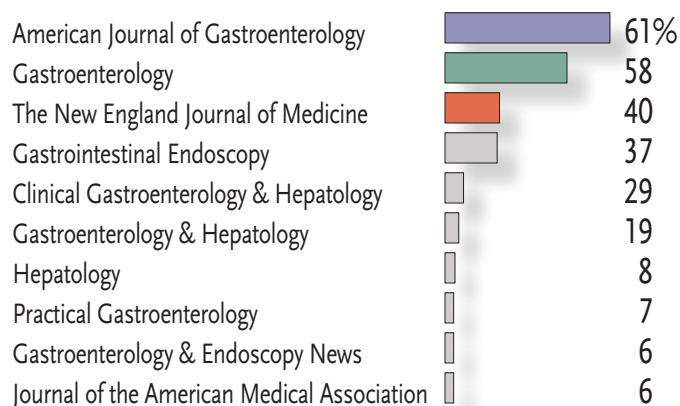 American Journal of Gastroenterology 61%
Gastroenterology 58
The New England Journal of Medicine 40
Gastrointestinal Endoscopy 37
Clinical Gastroenterology & Hepatology 29
Gastroenterology & Hepatology 19
Hepatology 8
Practical Gastroenterology 7
Gastroenterology & Endoscopy News 6
Journal of the American Medical Association 6